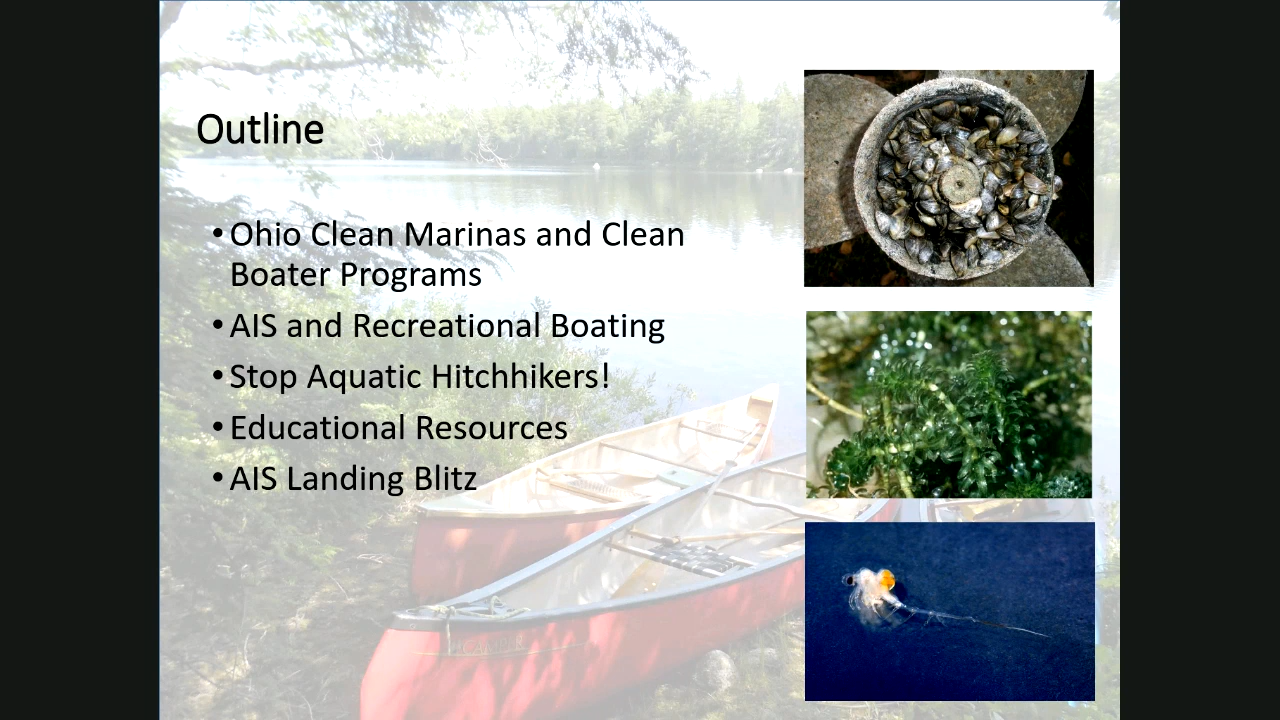 Outline
• Ohio Clean Marinas and Clean
Boater Programs
• AIS and Recreational Boating
• Stop Aquatic Hitchhikers!
• Educational Resources
• AIS Landing Blitz